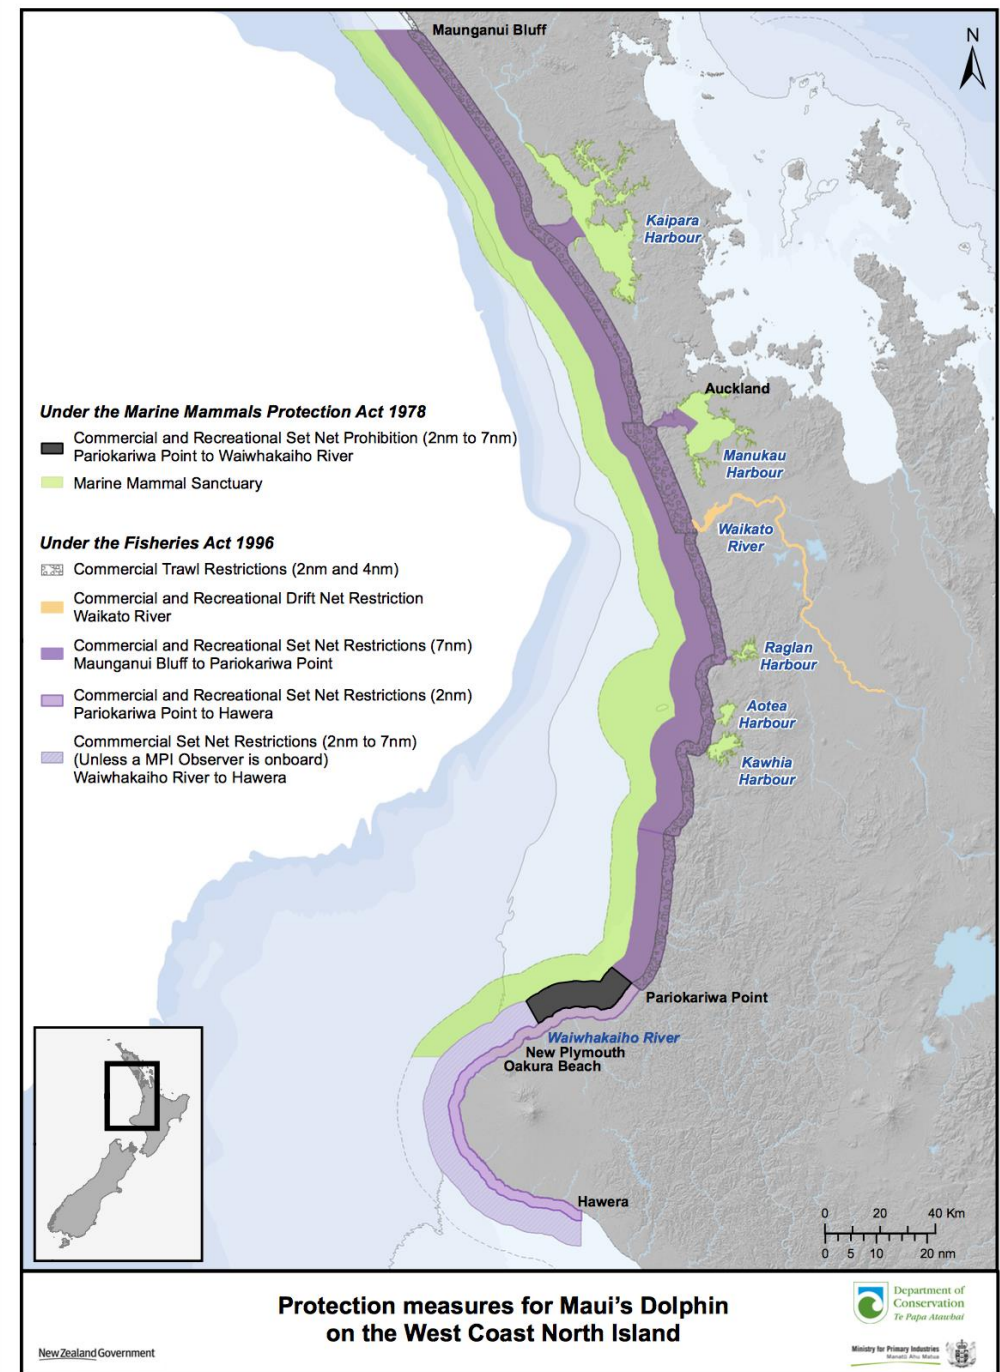 Maunganui Bluff
N
Kaipara
Harbour
Auckland
Manukau
Harbour
Waikato
River
Raglan
Harbour
Aotea
Harbour
Kawhia
Harbour
Under the Marine Mammals Protection Act 1978
Commercial and Recreational Set Net Prohibition (2nm to 7nm)
Pariokariwa Point to Waiwhakaiho River
Marine Mammal Sanctuary
Under the Fisheries Act 1996
Commercial Trawl Restrictions (2nm and 4nm)
Commercial and Recreational Drift Net Restriction
Waikato River
Commercial and Recreational Set Net Restrictions (7nm)
Maunganui Bluff to Pariokariwa Point
Commercial and Recreational Set Net Restrictions (2nm)
Pariokariwa Point to Hawera
Commmercial Set Net Restrictions (2nm to 7nm)
(Unless a MPI Observer is onboard)
Waiwhakaiho River to Hawera
Pariokariwa Point
Waiwhakaiho River
New Plymouth
Oakura Beach
Hawera
0 20 40 Km
0 5 10 20 nm
Protection measures for Maui's Dolphin
on the West Coast North Island
New Zealand Government
Department of
Conservation
Te Papa Atawhai
Ministry for Primary Industries
Manatū Ahu Matua